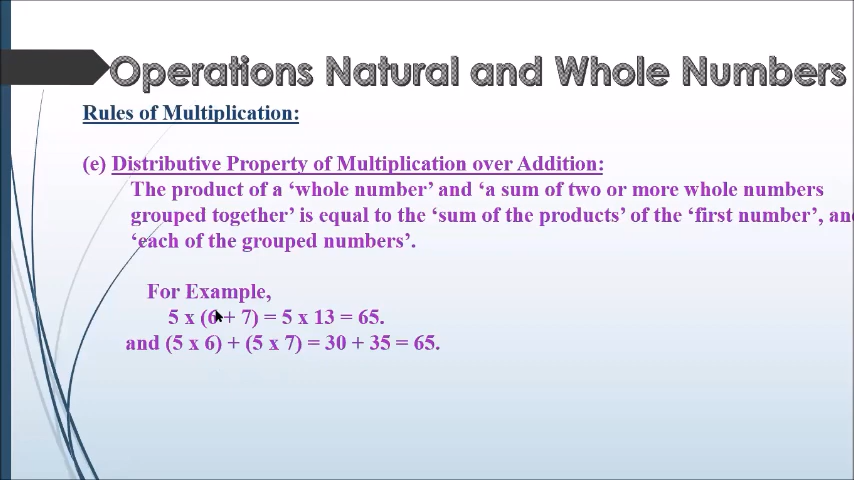 Operations Natural and Whole Numbers
Rules of Multiplication:
(e) Distributive Property of Multiplication over Addition:
The product of a ‘whole number’ and ‘a sum of two or more whole numbers
grouped together’ is equal to the ‘sum of the products’ of the ‘first number’, and
‘each of the grouped numbers’.
For Example,
5 x (6 + 7) = 5 x 13 = 65.
and (5 x 6) + (5 x 7) = 30 + 35 = 65.